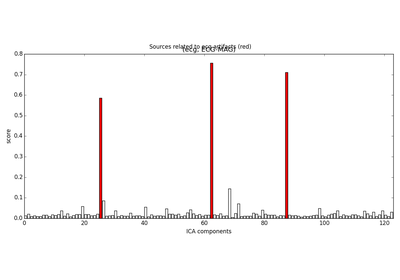 Sources related to ecg artifacts (red)
(ecg, ECG-MAG)
0.8
0.7
0.6
0.5
0.4
0.3
0.2
0.1
0.0
score
0 20 40 60 80 100 120
ICA components